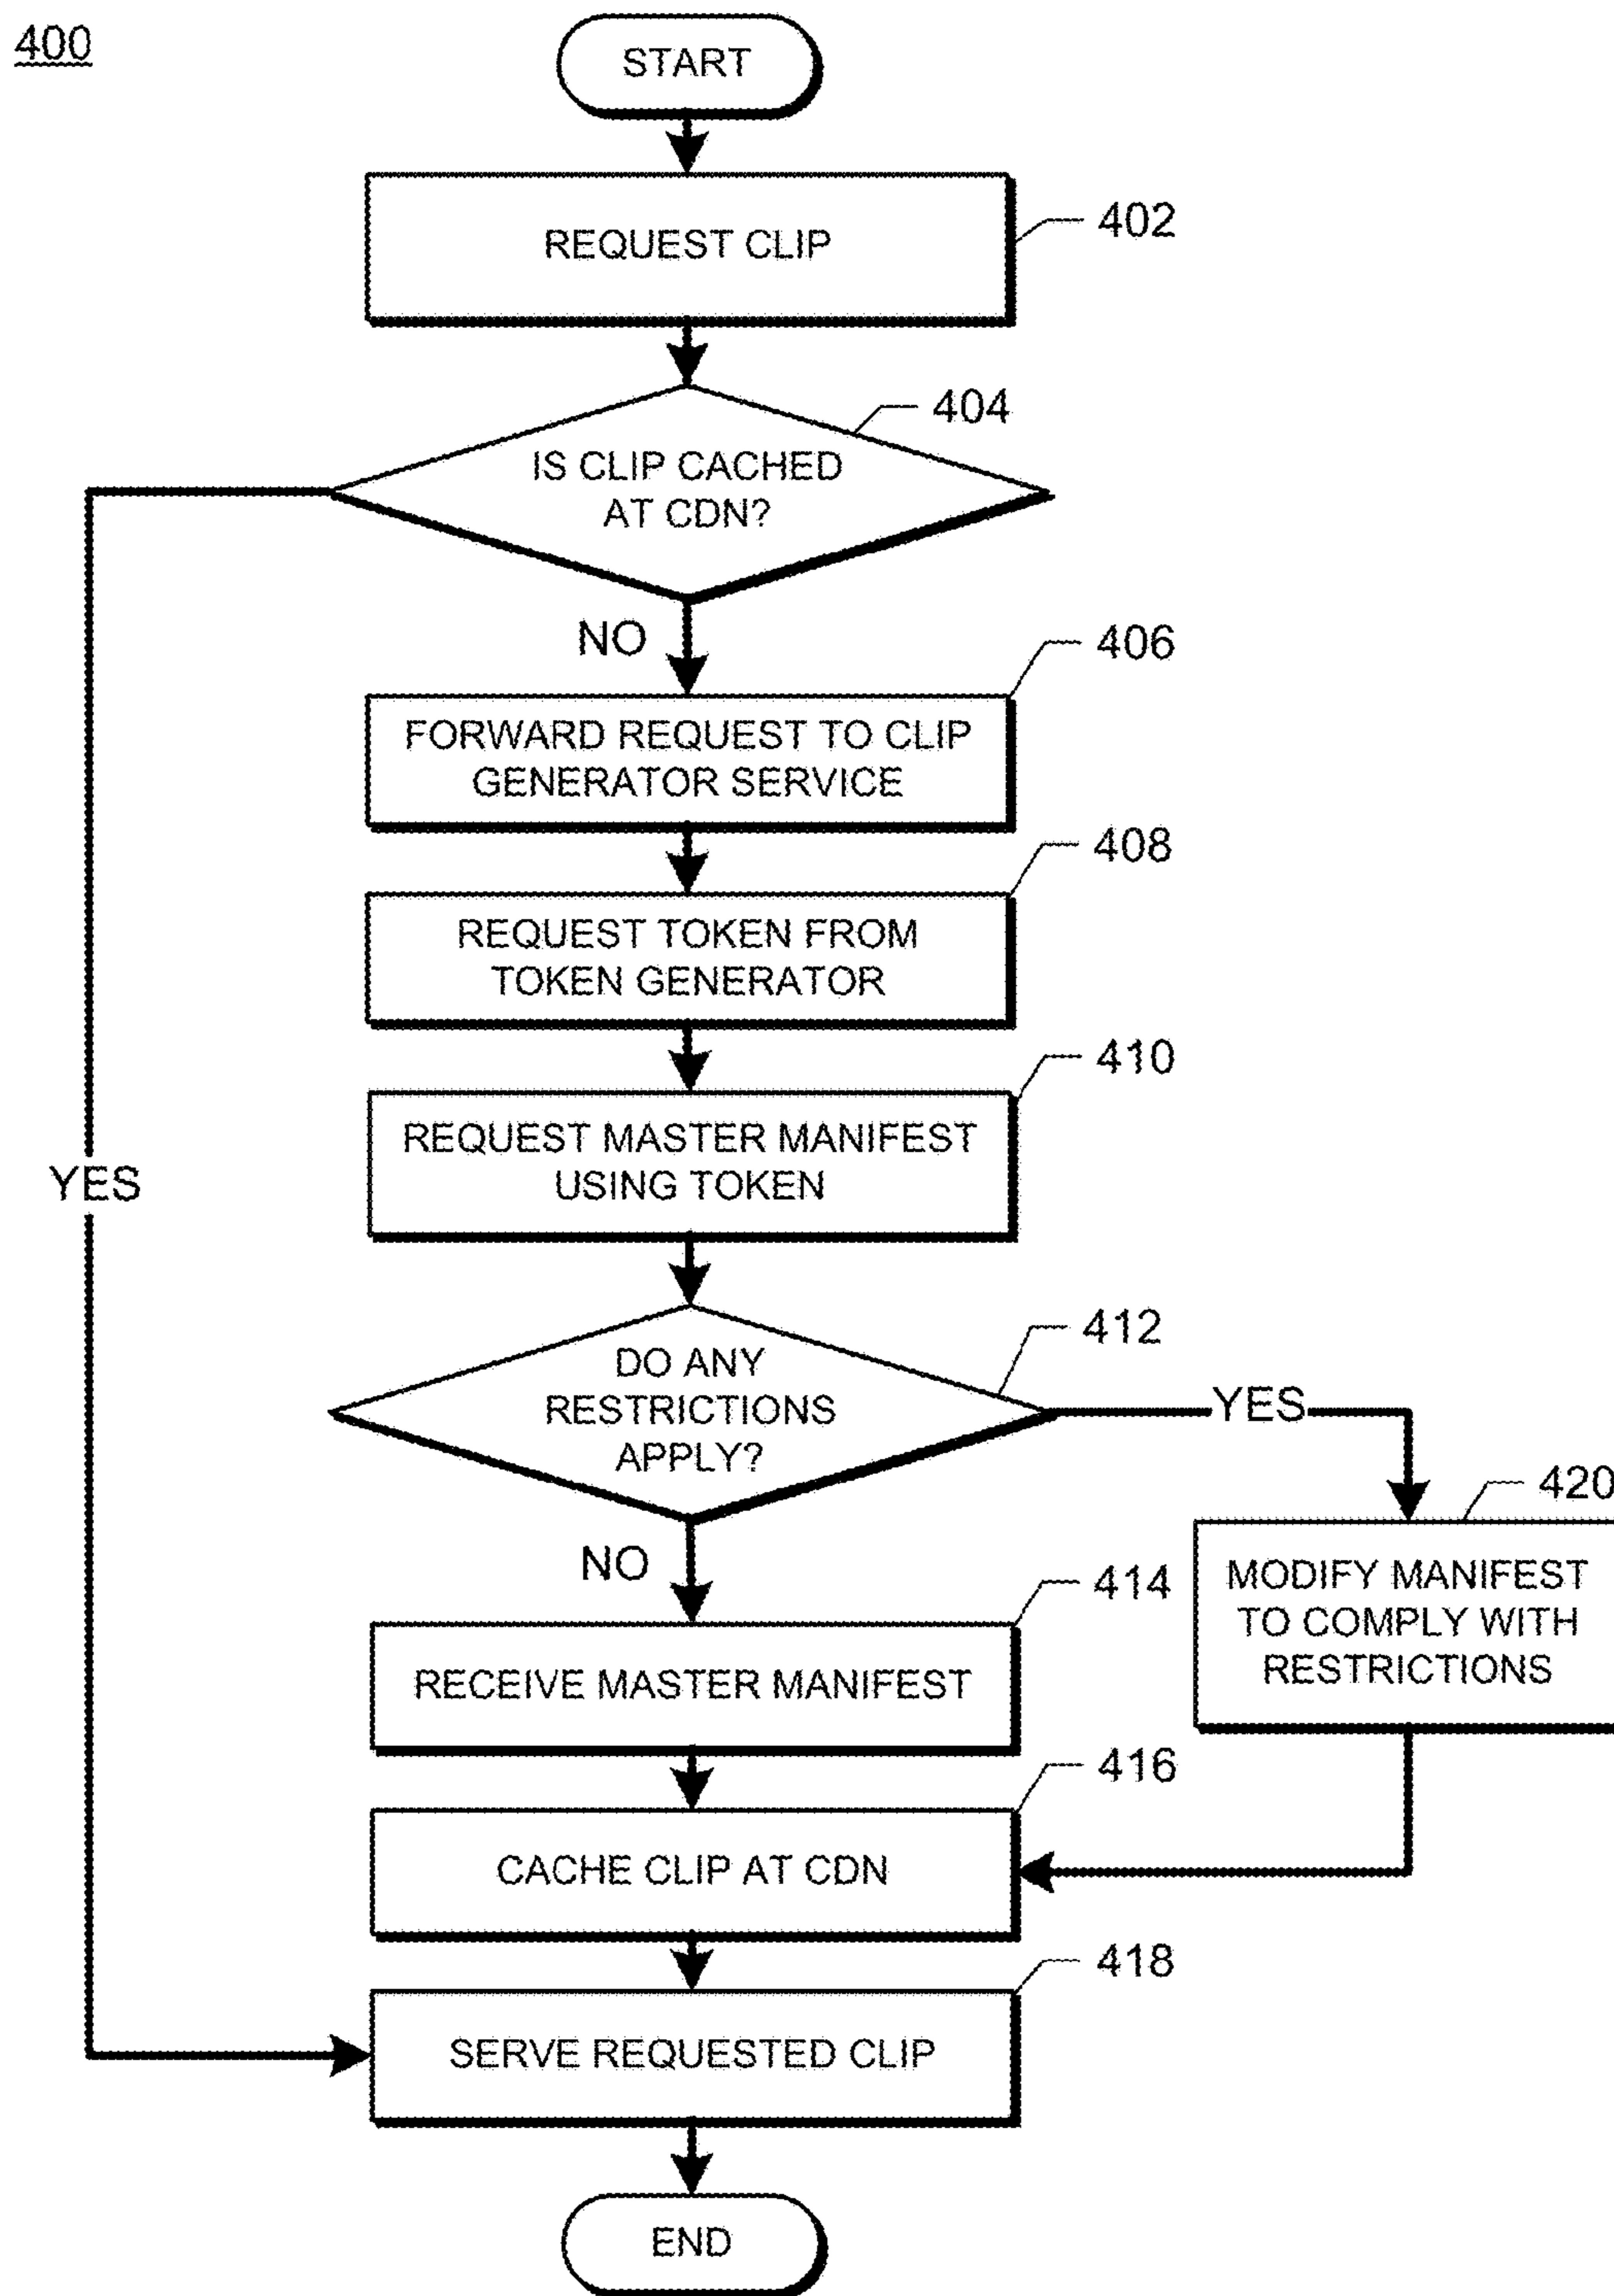 400
START
REQUEST CLIP
402
404
IS CLIP CACHED
AT CDN?
NO
406
FORWARD REQUEST TO CLIP
GENERATOR SERVICE
408
REQUEST TOKEN FROM
TOKEN GENERATOR
410
REQUEST MASTER MANIFEST
USING TOKEN
YES
412
DO ANY
RESTRICTIONS
APPLY?
YES
420
NO
414
MODIFY MANIFEST
TO COMPLY WITH
RESTRICTIONS
RECEIVE MASTER MANIFEST
416
CACHE CLIP AT CDN
418
SERVE REQUESTED CLIP
END